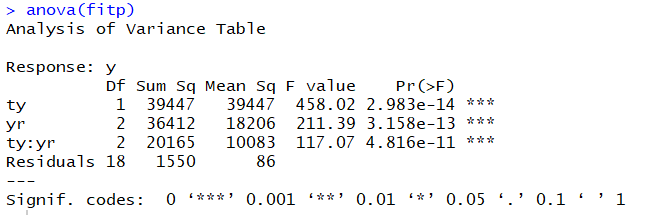 > anova(fitp)
Analysis of Variance Table

Response: y
          Df Sum Sq Mean Sq F value    Pr(>F)    
ty         1  39447   39447  458.02 2.983e-14 ***
yr         2  36412   18206  211.39 3.158e-13 ***
ty:yr      2  20165   10083  117.07 4.816e-11 ***
Residuals 18   1550      86                      
---
Signif. codes:  0 ‘***’ 0.001 ‘**’ 0.01 ‘*’ 0.05 ‘.’ 0.1 ‘ ’ 1